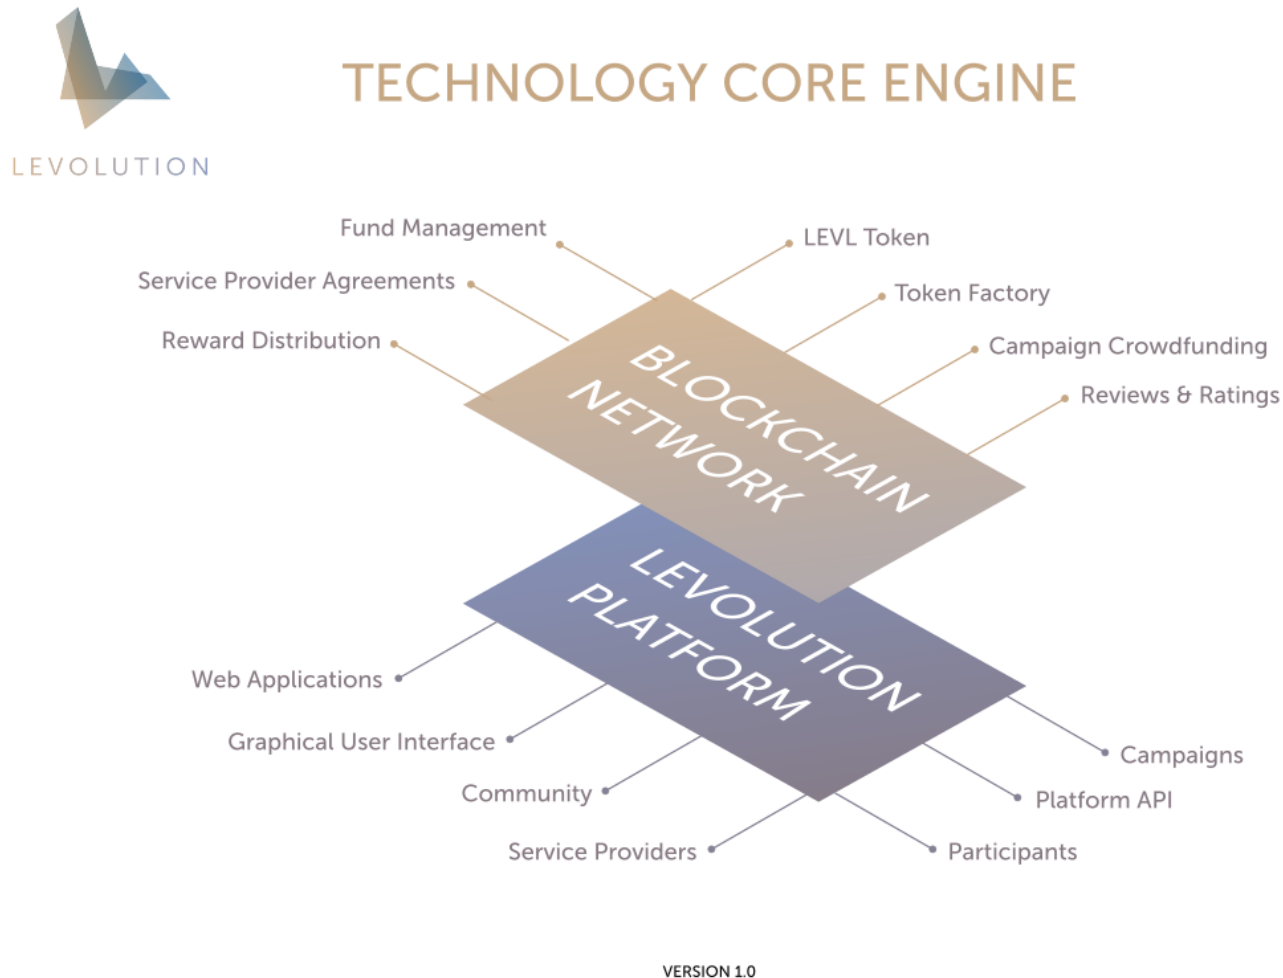 TECHNOLOGY CORE ENGINE
LEVOLUTION
Fund Management
LEVL Token
Service Provider Agreements
Token Factory
Reward Distribution
Campaign Crowdfunding
Reviews & Ratings
BLOCKCHAIN
NETWORK
LEVOLUTION
PLATFORM
Web Applications
Graphical User Interface
Community
Service Providers
Campaigns
Platform API
Participants
VERSION 1.0